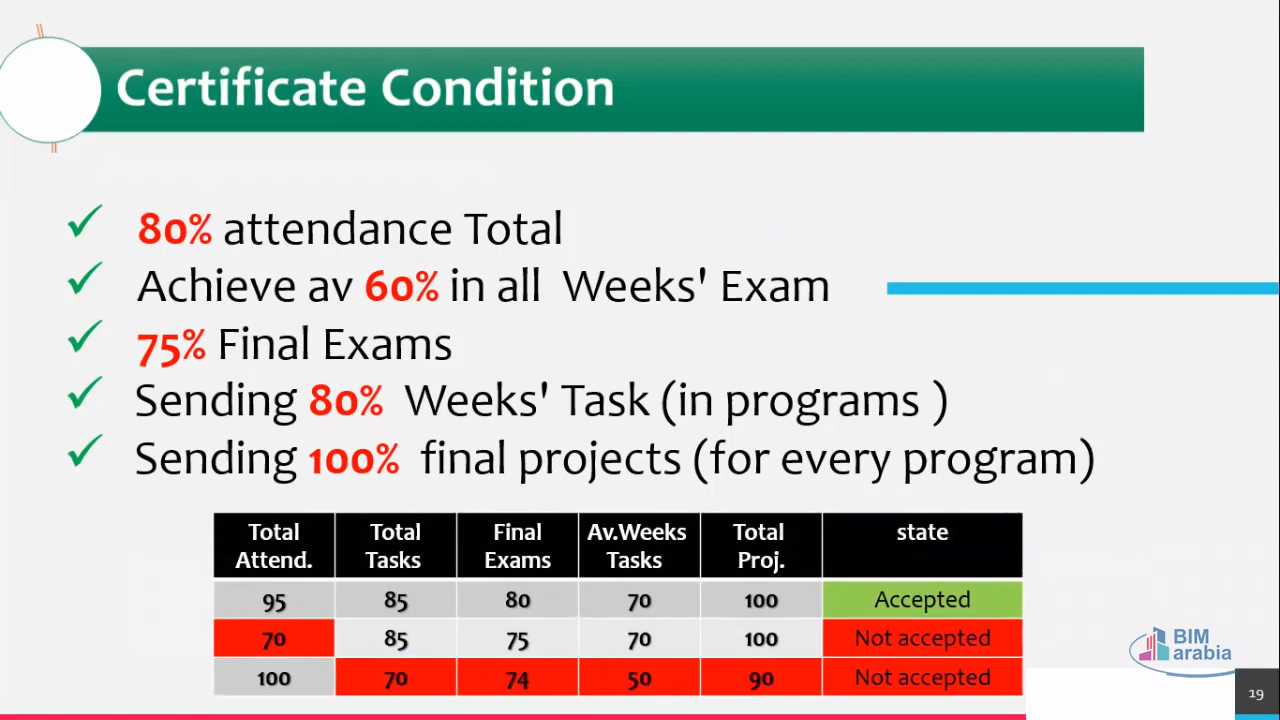 Certificate Condition
80% attendance Total
Achieve av 60% in all Weeks' Exam
75% Final Exams
Sending 80% Weeks' Task (in programs )
Sending 100% final projects (for every program)
Total Attend. Total Tasks Final Exams Av.Weeks Tasks Total Proj. state
95 85 80 70 100 Accepted
70 85 75 70 100 Not accepted
100 70 74 50 90 Not accepted
BIM
arabia
19